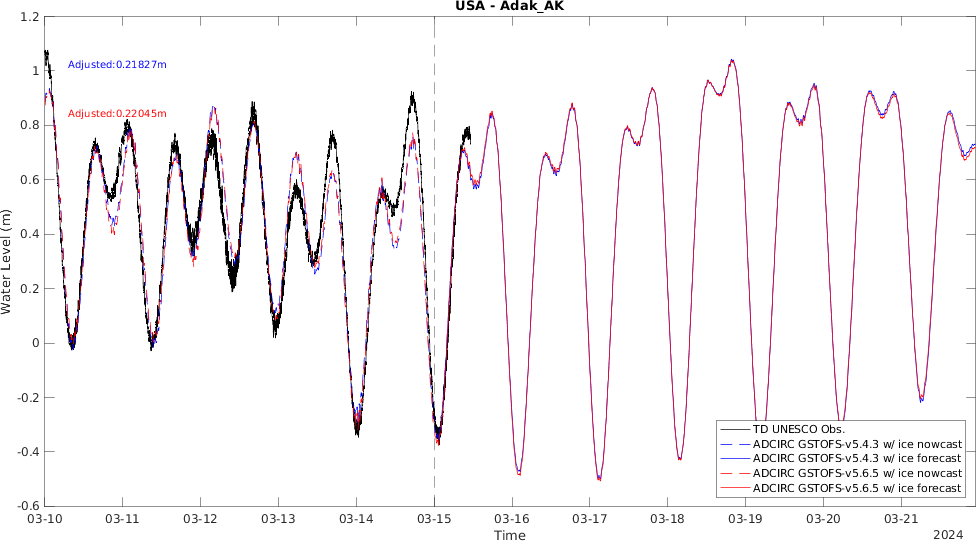 USA - Adak_AK
1.2
1
0.8
0.6
0.4
0.2
0
-0.2
-0.4
-0.6
Water Level (m)
Adjusted:0.21827m
Adjusted:0.22045m
TD UNESCO Obs.
ADCIRC GSTOFS-v5.4.3 w/ ice nowcast
ADCIRC GSTOFS-v5.4.3 w/ ice forecast
ADCIRC GSTOFS-v5.6.5 w/ ice nowcast
ADCIRC GSTOFS-v5.6.5 w/ ice forecast
03-10 03-11 03-12 03-13 03-14 03-15 03-16 03-17 03-18 03-19 03-20 03-21
Time
2024